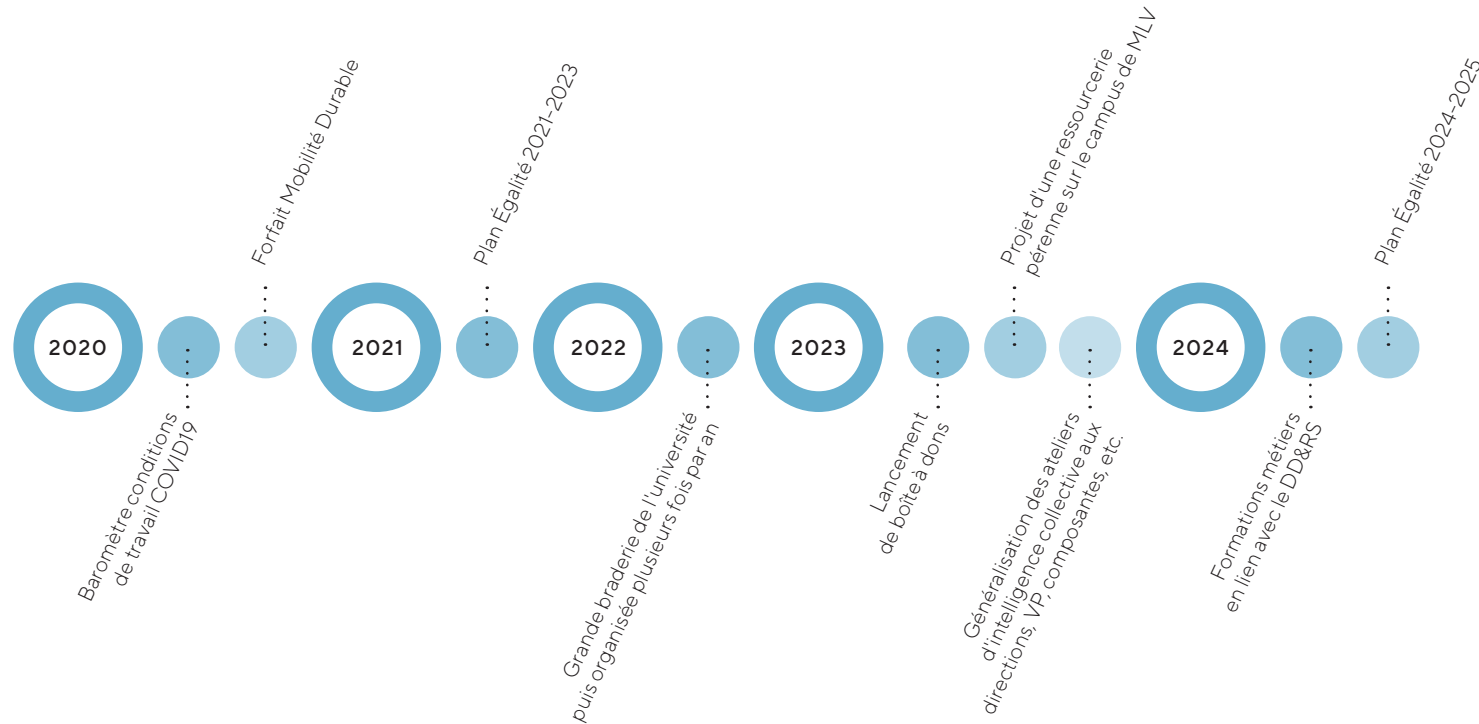 2020
Baromètre conditions
de travail COVID19
Forfait Mobilité Durable
2021
Plan Égalité 2021-2023
2022
Grande braderie de l'université
puis organisée plusieurs fois par an
2023
Lancement
de boîte à dons
Projet d'une ressourcerie
pérenne sur le campus de MLV
Généralisation des ateliers
d'intelligence collective aux
directions, VP, composantes, etc.
2024
Formations métiers
en lien avec le DD&RS
Plan Égalité 2024-2025